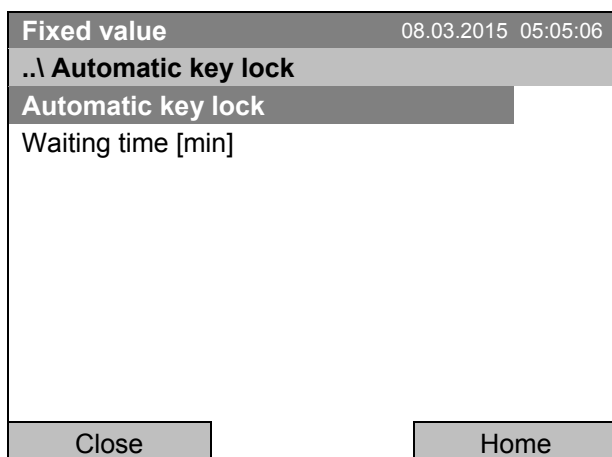 Fixed value 08.03.2015 05:05:06
..\ Automatic key lock
Automatic key lock
Waiting time [min]
Close Home